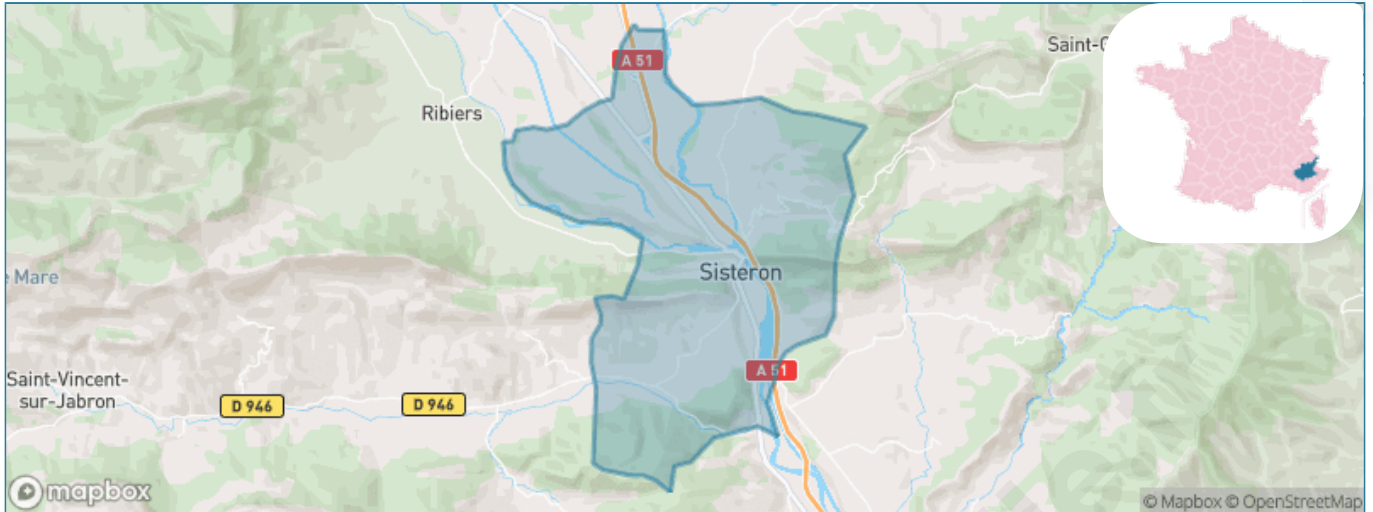 A 51
Saint-
Ribiers
Sisteron
e Mare
A 51
Saint-Vincent-
sur-Jabron
D 946
D 946
mapbox
© Mapbox © OpenStreetMap